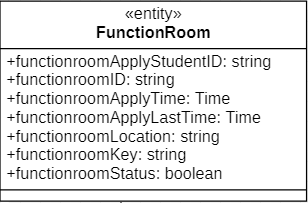 «entity»
FunctionRoom
+functionroomApplyStudentID: string
+functionroomID: string
+functionroomApplyTime: Time
+functionroomApplyLastTime: Time
+functionroomLocation: string
+functionroomKey: string
+functionroomStatus: boolean